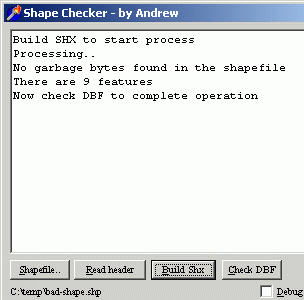 Shape Checker - by Andrew
Build SHX to start process
Processing..
No garbage bytes found in the shapefile
There are 9 features
Now check DBF to complete operation
Shapefile.. Read header Build Shx Check DBF
C:\temp\bad-shape.shp Debug